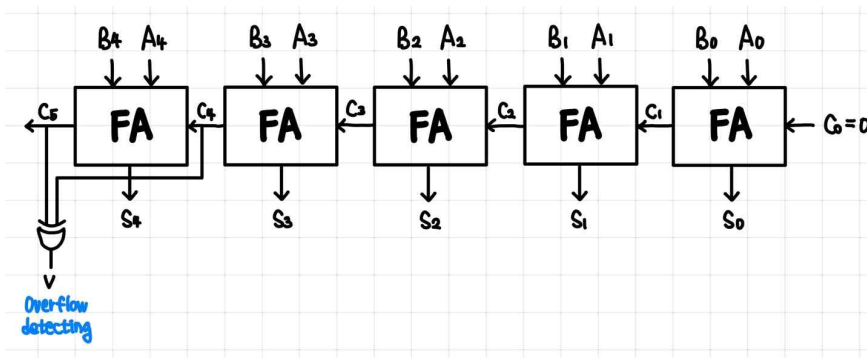 B4 A4 B3 A3 B2 A2 B1 A1 B0 A0
C5 FA C4 FA C3 FA C2 FA C1 FA C0=0
S4 S3 S2 S1 S0
V
Overflow
detecting